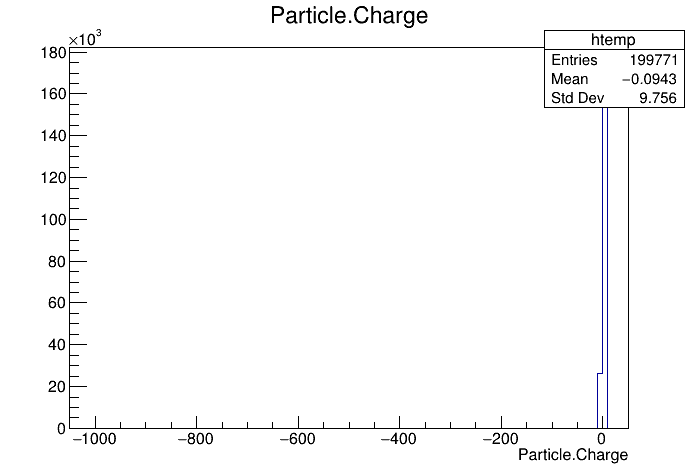 Particle.Charge
×10³
htemp
Entries 199771
Mean −0.0943
Std Dev 9.756
180
160
140
120
100
80
60
40
20
0
−1000 −800 −600 −400 −200 0
Particle.Charge